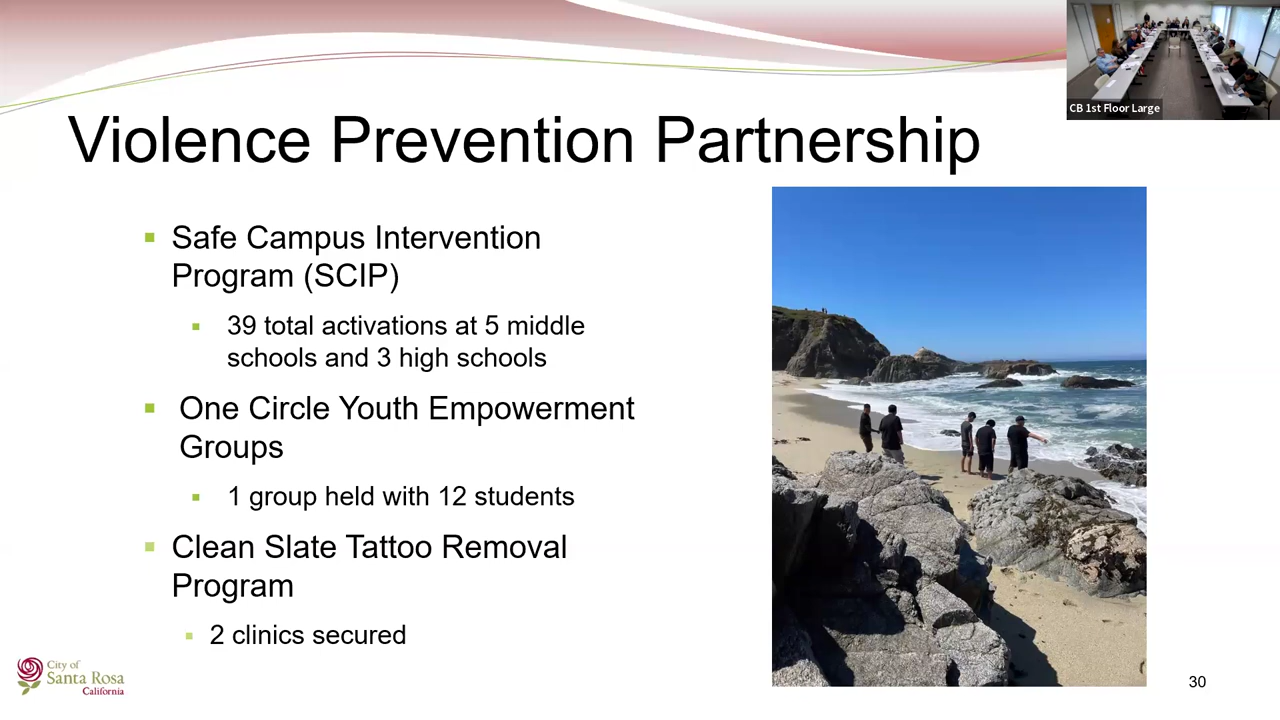 CB 1st Floor Large
Violence Prevention Partnership
Safe Campus Intervention
Program (SCIP)
39 total activations at 5 middle
schools and 3 high schools
One Circle Youth Empowerment
Groups
1 group held with 12 students
Clean Slate Tattoo Removal
Program
2 clinics secured
City of
Santa Rosa
California
30